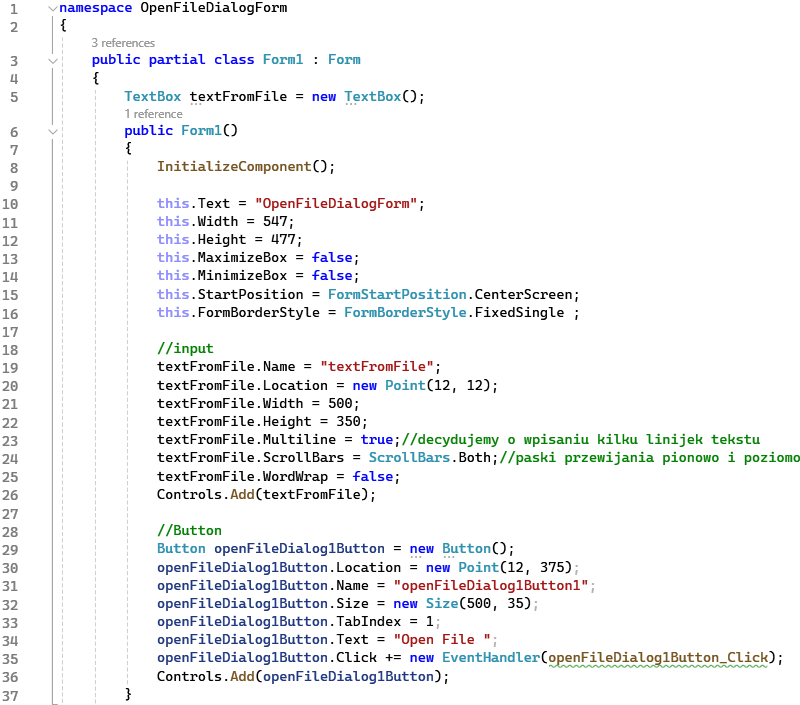 1 namespace OpenFileDialogForm
2 {
3 references
3 public partial class Form1 : Form
4 {
5 TextBox textFromFile = new TextBox();
1 reference
6 public Form1()
7 {
8 InitializeComponent();
9
10 this.Text = "OpenFileDialogForm";
11 this.Width = 547;
12 this.Height = 477;
13 this.MaximizeBox = false;
14 this.MinimizeBox = false;
15 this.StartPosition = FormStartPosition.CenterScreen;
16 this.FormBorderStyle = FormBorderStyle.FixedSingle ;
17
18 //input
19 textFromFile.Name = "textFromFile";
20 textFromFile.Location = new Point(12, 12);
21 textFromFile.Width = 500;
22 textFromFile.Height = 350;
23 textFromFile.Multiline = true;//decydujemy o wpisaniu kilku linijek tekstu
24 textFromFile.ScrollBars = ScrollBars.Both;//paski przewijania pionowo i poziomo
25 textFromFile.WordWrap = false;
26 Controls.Add(textFromFile);
27
28 //Button
29 Button openFileDialog1Button = new Button();
30 openFileDialog1Button.Location = new Point(12, 375);
31 openFileDialog1Button.Name = "openFileDialog1Button1";
32 openFileDialog1Button.Size = new Size(500, 35);
33 openFileDialog1Button.TabIndex = 1;
34 openFileDialog1Button.Text = "Open File ";
35 openFileDialog1Button.Click += new EventHandler(openFileDialog1Button_Click);
36 Controls.Add(openFileDialog1Button);
37 }